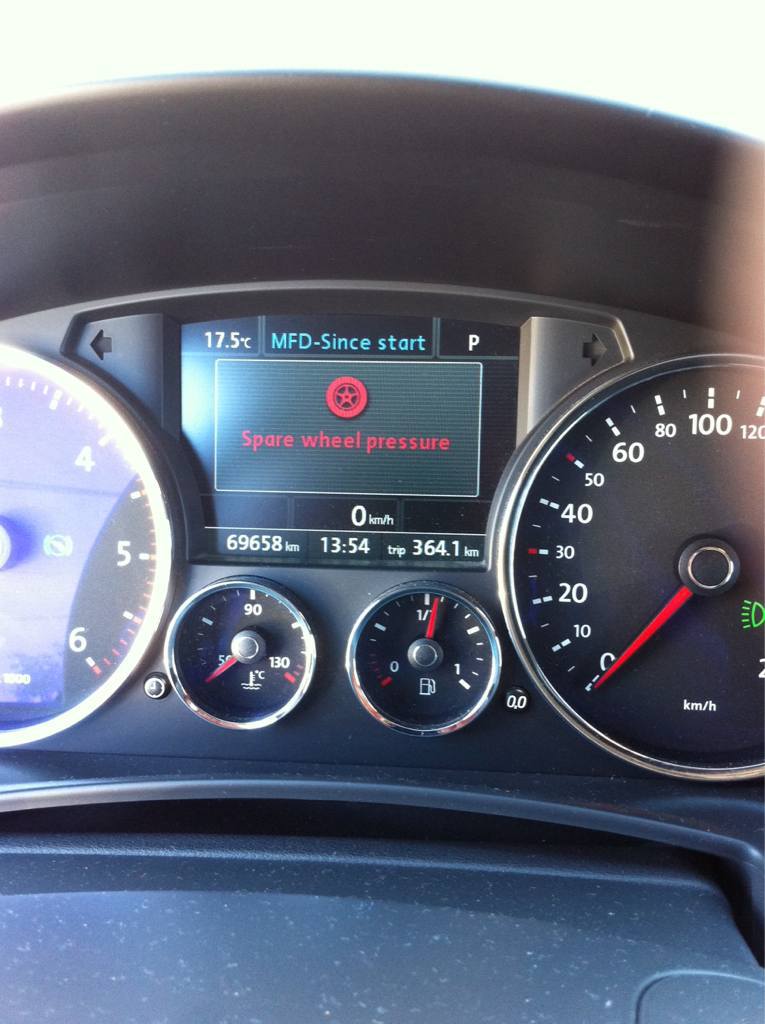 17.5°C MFD-Since start P
Spare wheel pressure
0 km/h
69658 km 13:54 trip 364.1 km
4
5
6
50 90 130
°C
0 1/ 1
0,0
0 10 20 30 40 50 60 80 100 120
km/h